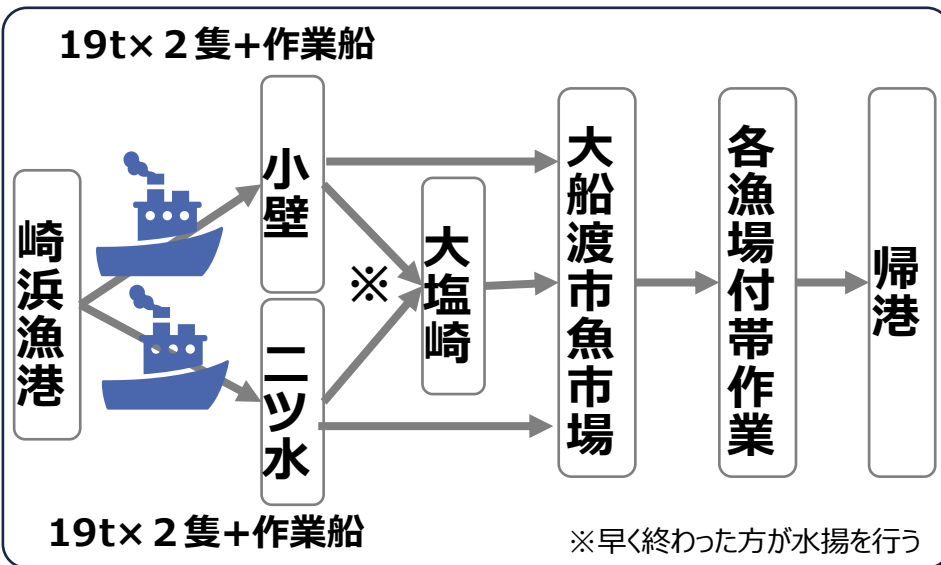 19t×２隻+作業船
崎浜漁港
小壁
二ツ水
※
大塩崎
大船渡市魚市場
各漁場付帯作業
帰港
19t×２隻+作業船
※早く終わった方が水揚を行う